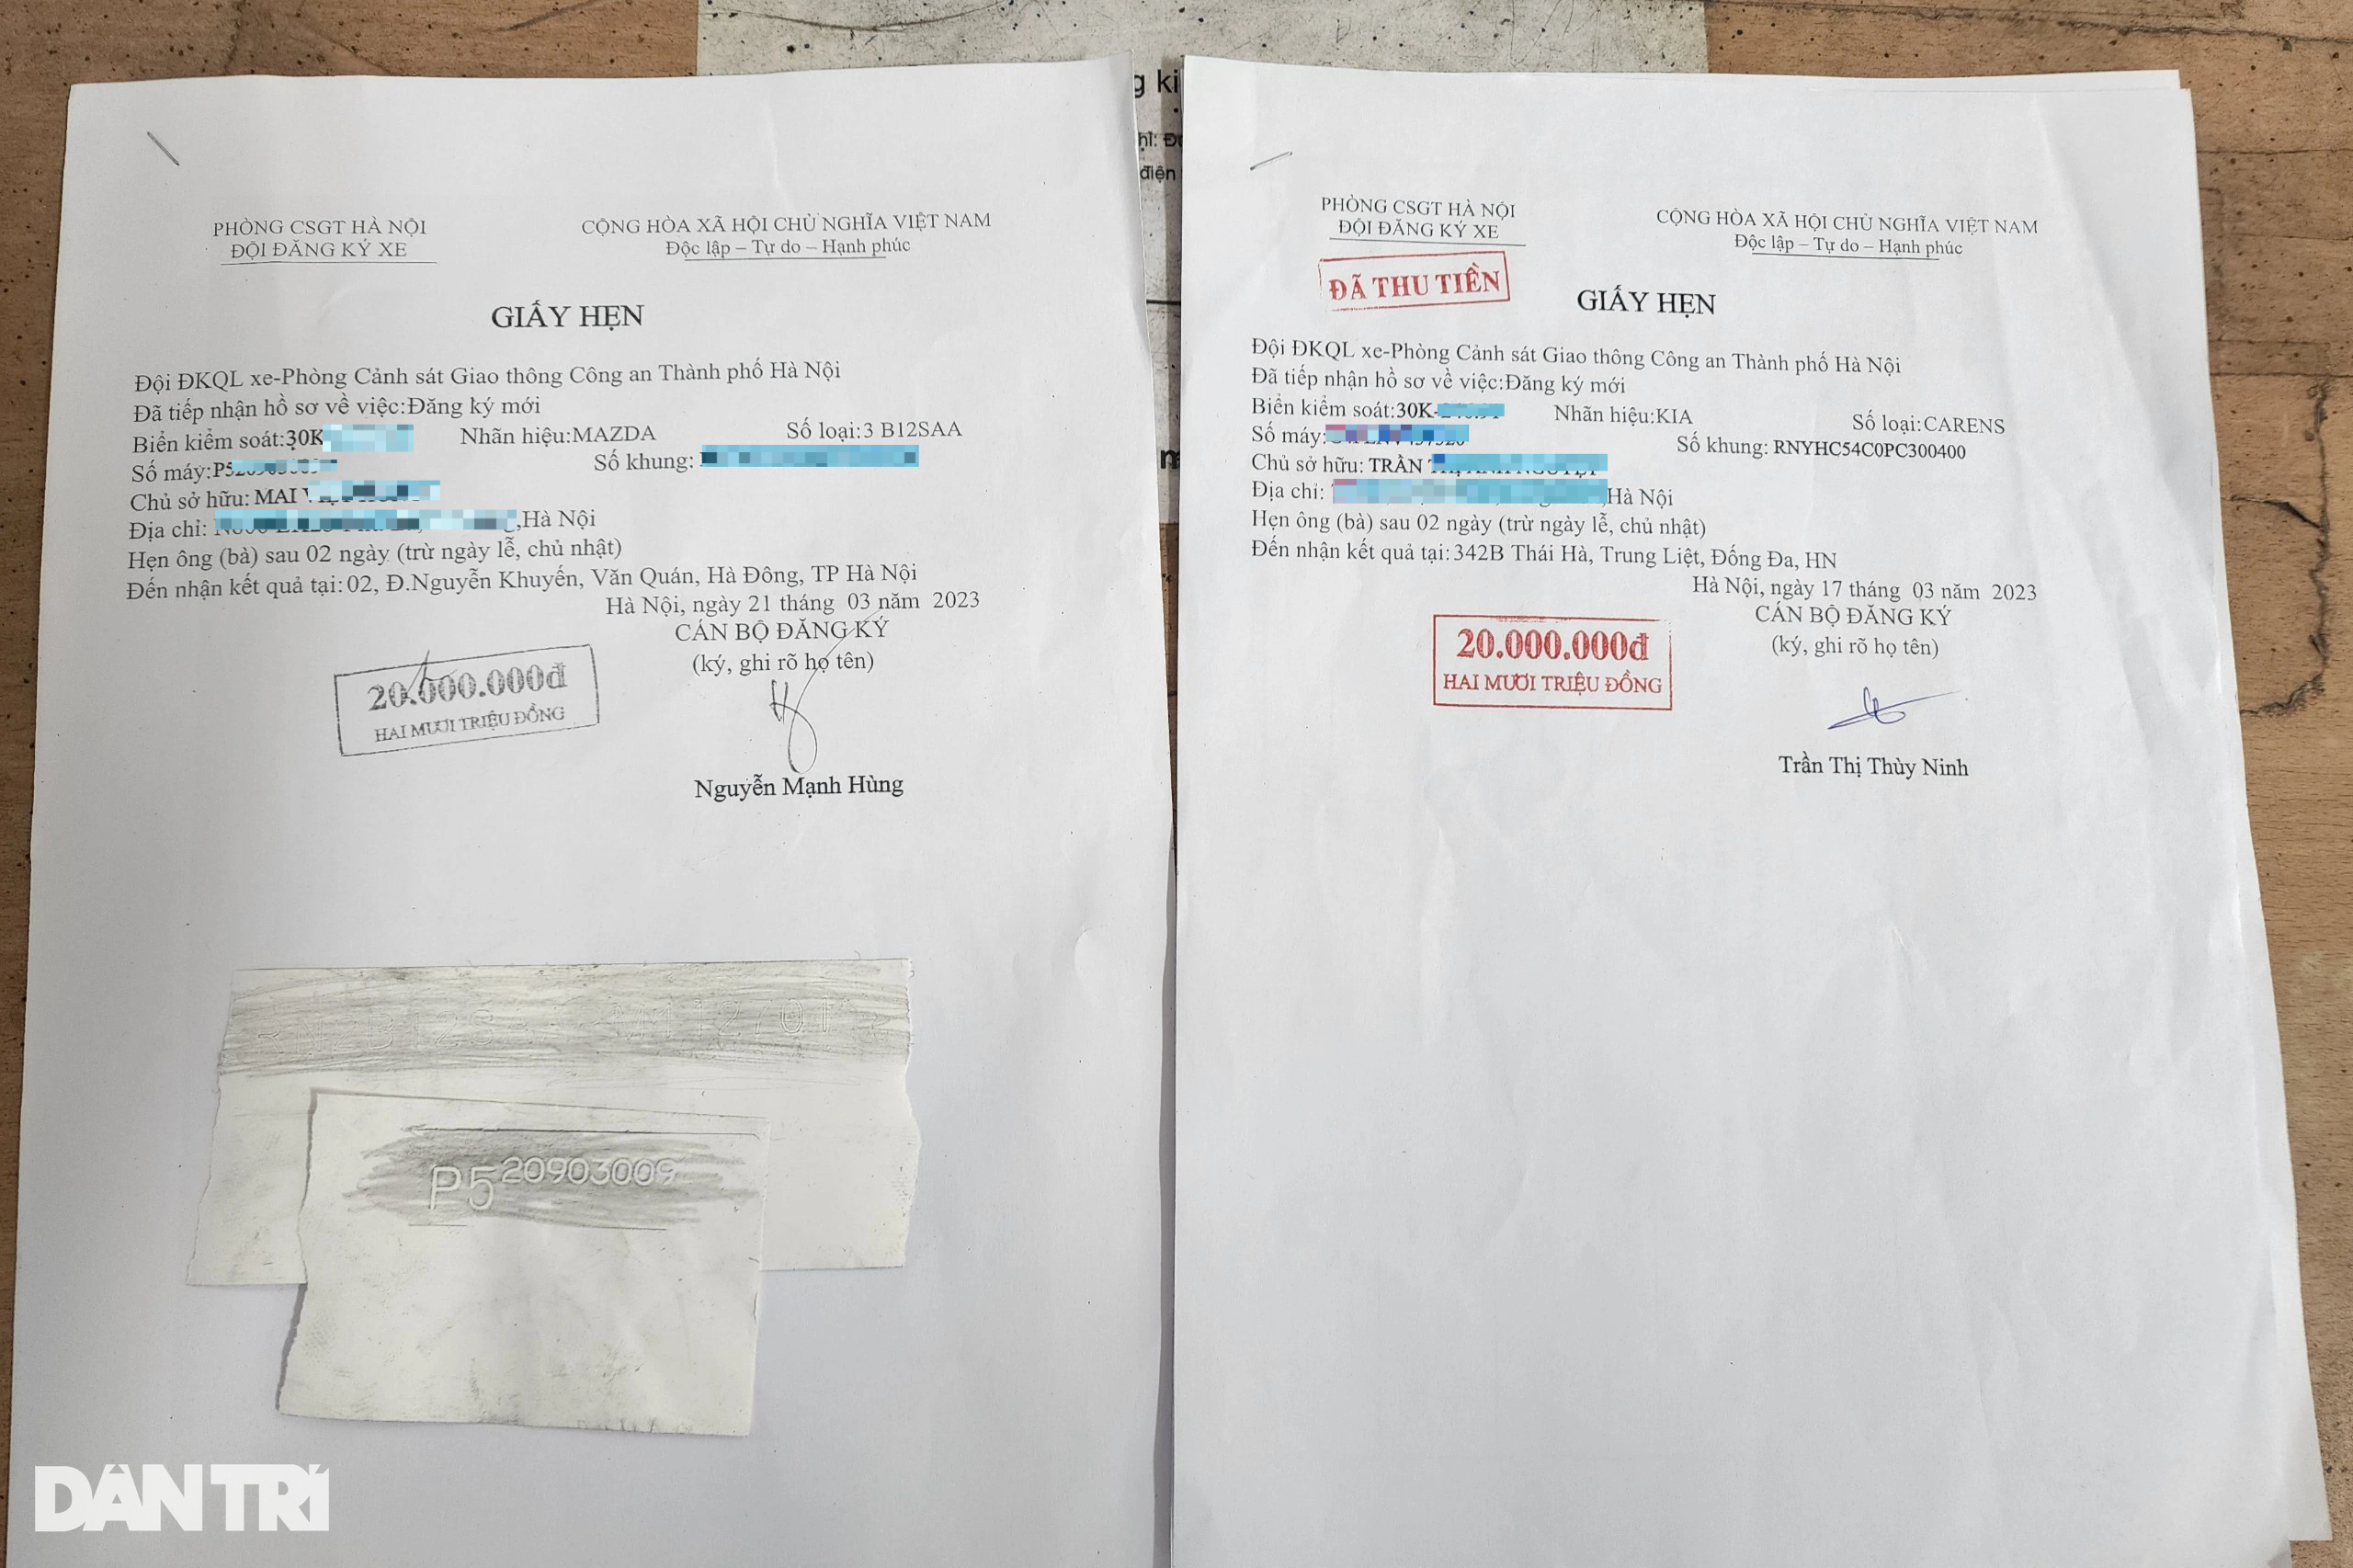 PHÒNG CSGT HÀ NỘI
ĐỘI ĐĂNG KÝ XE
CỘNG HÒA XÃ HỘI CHỦ NGHĨA VIỆT NAM
Độc lập – Tự do – Hạnh phúc
GIẤY HẸN
Đội ĐKQL xe-Phòng Cảnh sát Giao thông Công an Thành phố Hà Nội
Đã tiếp nhận hồ sơ về việc:Đăng ký mới
Biển kiểm soát:30K Nhãn hiệu:MAZDA Số loại:3 B12SAA
Số máy:P5 Số khung:
Chủ sở hữu: MAI
Địa chỉ: ,Hà Nội
Hẹn ông (bà) sau 02 ngày (trừ ngày lễ, chủ nhật)
Đến nhận kết quả tại: 02, Đ.Nguyễn Khuyến, Văn Quán, Hà Đông, TP Hà Nội
Hà Nội, ngày 21 tháng 03 năm 2023
CÁN BỘ ĐĂNG KÝ
(ký, ghi rõ họ tên)
20.000.000đ
HAI MƯƠI TRIỆU ĐỒNG
Nguyễn Mạnh Hùng
P520903009
DÂN TRÍ
g ki
hỉ: Đư
điện
PHÒNG CSGT HÀ NỘI
ĐỘI ĐĂNG KÝ XE
CỘNG HÒA XÃ HỘI CHỦ NGHĨA VIỆT NAM
Độc lập – Tự do – Hạnh phúc
ĐÃ THU TIỀN
GIẤY HẸN
Đội ĐKQL xe-Phòng Cảnh sát Giao thông Công an Thành phố Hà Nội
Đã tiếp nhận hồ sơ về việc:Đăng ký mới
Biển kiểm soát:30K- Nhãn hiệu:KIA Số loại:CARENS
Số máy: Số khung: RNYHC54C0PC300400
Chủ sở hữu: TRẦN
Địa chỉ: ,Hà Nội
Hẹn ông (bà) sau 02 ngày (trừ ngày lễ, chủ nhật)
Đến nhận kết quả tại: 342B Thái Hà, Trung Liệt, Đống Đa, HN
Hà Nội, ngày 17 tháng 03 năm 2023
CÁN BỘ ĐĂNG KÝ
(ký, ghi rõ họ tên)
20.000.000đ
HAI MƯƠI TRIỆU ĐỒNG
Trần Thị Thùy Ninh